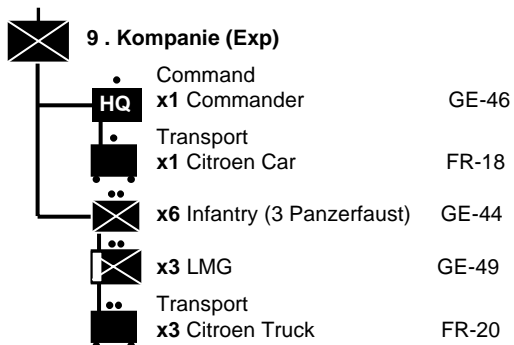 9 . Kompanie (Exp)
Command
HQ x1 Commander GE-46
Transport
x1 Citroen Car FR-18
x6 Infantry (3 Panzerfaust) GE-44
x3 LMG GE-49
Transport
x3 Citroen Truck FR-20